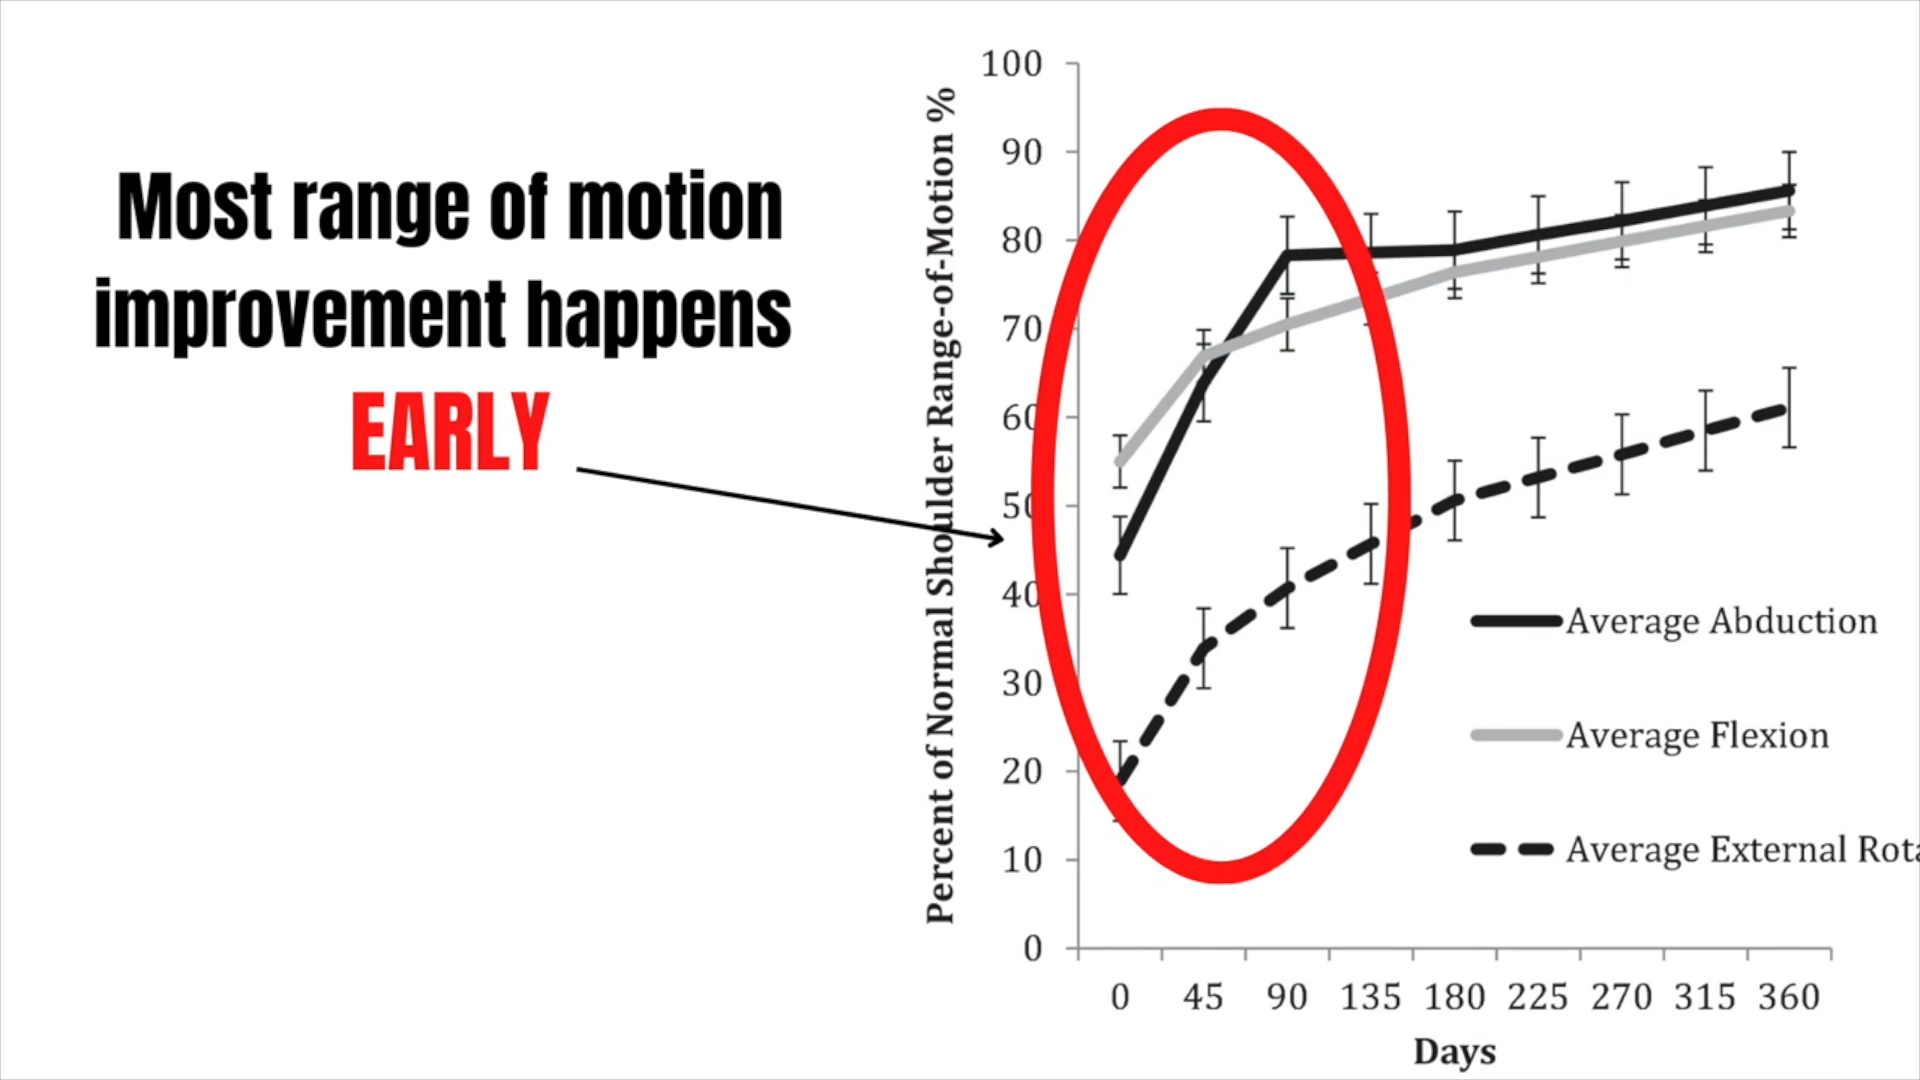 Most range of motion
improvement happens
EARLY
Percent of Normal Shoulder Range-of-Motion %
100
90
80
70
60
50
40
30
20
10
0
0 45 90 135 180 225 270 315 360
Days
Average Abduction
Average Flexion
Average External